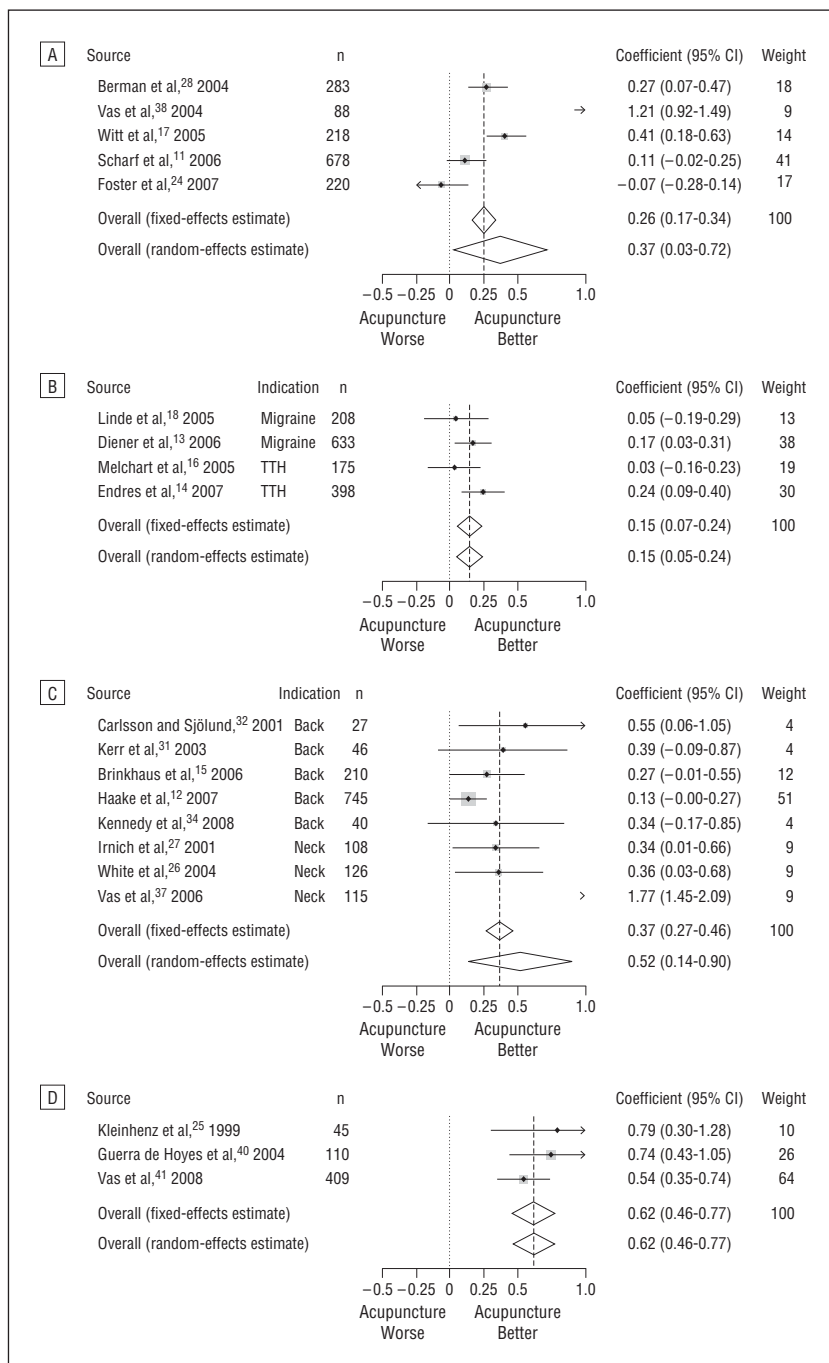 A Source n Coefficient (95% CI) Weight
Berman et al,28 2004 283 0.27 (0.07-0.47) 18
Vas et al,38 2004 88 1.21 (0.92-1.49) 9
Witt et al,17 2005 218 0.41 (0.18-0.63) 14
Scharf et al,11 2006 678 0.11 (−0.02-0.25) 41
Foster et al,24 2007 220 −0.07 (−0.28-0.14) 17
Overall (fixed-effects estimate) 0.26 (0.17-0.34) 100
Overall (random-effects estimate) 0.37 (0.03-0.72)
−0.5 −0.25 0 0.25 0.5 1.0
Acupuncture Acupuncture
Worse Better
B Source Indication n Coefficient (95% CI) Weight
Linde et al,18 2005 Migraine 208 0.05 (−0.19-0.29) 13
Diener et al,13 2006 Migraine 633 0.17 (0.03-0.31) 38
Melchart et al,16 2005 TTH 175 0.03 (−0.16-0.23) 19
Endres et al,14 2007 TTH 398 0.24 (0.09-0.40) 30
Overall (fixed-effects estimate) 0.15 (0.07-0.24) 100
Overall (random-effects estimate) 0.15 (0.05-0.24)
−0.5 −0.25 0 0.25 0.5 1.0
Acupuncture Acupuncture
Worse Better
C Source Indication n Coefficient (95% CI) Weight
Carlsson and Sjölund,32 2001 Back 27 0.55 (0.06-1.05) 4
Kerr et al,31 2003 Back 46 0.39 (−0.09-0.87) 4
Brinkhaus et al,15 2006 Back 210 0.27 (−0.01-0.55) 12
Haake et al,12 2007 Back 745 0.13 (−0.00-0.27) 51
Kennedy et al,34 2008 Back 40 0.34 (−0.17-0.85) 4
Irnich et al,27 2001 Neck 108 0.34 (0.01-0.66) 9
White et al,26 2004 Neck 126 0.36 (0.03-0.68) 9
Vas et al,37 2006 Neck 115 1.77 (1.45-2.09) 9
Overall (fixed-effects estimate) 0.37 (0.27-0.46) 100
Overall (random-effects estimate) 0.52 (0.14-0.90)
−0.5 −0.25 0 0.25 0.5 1.0
Acupuncture Acupuncture
Worse Better
D Source n Coefficient (95% CI) Weight
Kleinhenz et al,25 1999 45 0.79 (0.30-1.28) 10
Guerra de Hoyes et al,40 2004 110 0.74 (0.43-1.05) 26
Vas et al,41 2008 409 0.54 (0.35-0.74) 64
Overall (fixed-effects estimate) 0.62 (0.46-0.77) 100
Overall (random-effects estimate) 0.62 (0.46-0.77)
−0.5 −0.25 0 0.25 0.5 1.0
Acupuncture Acupuncture
Worse Better